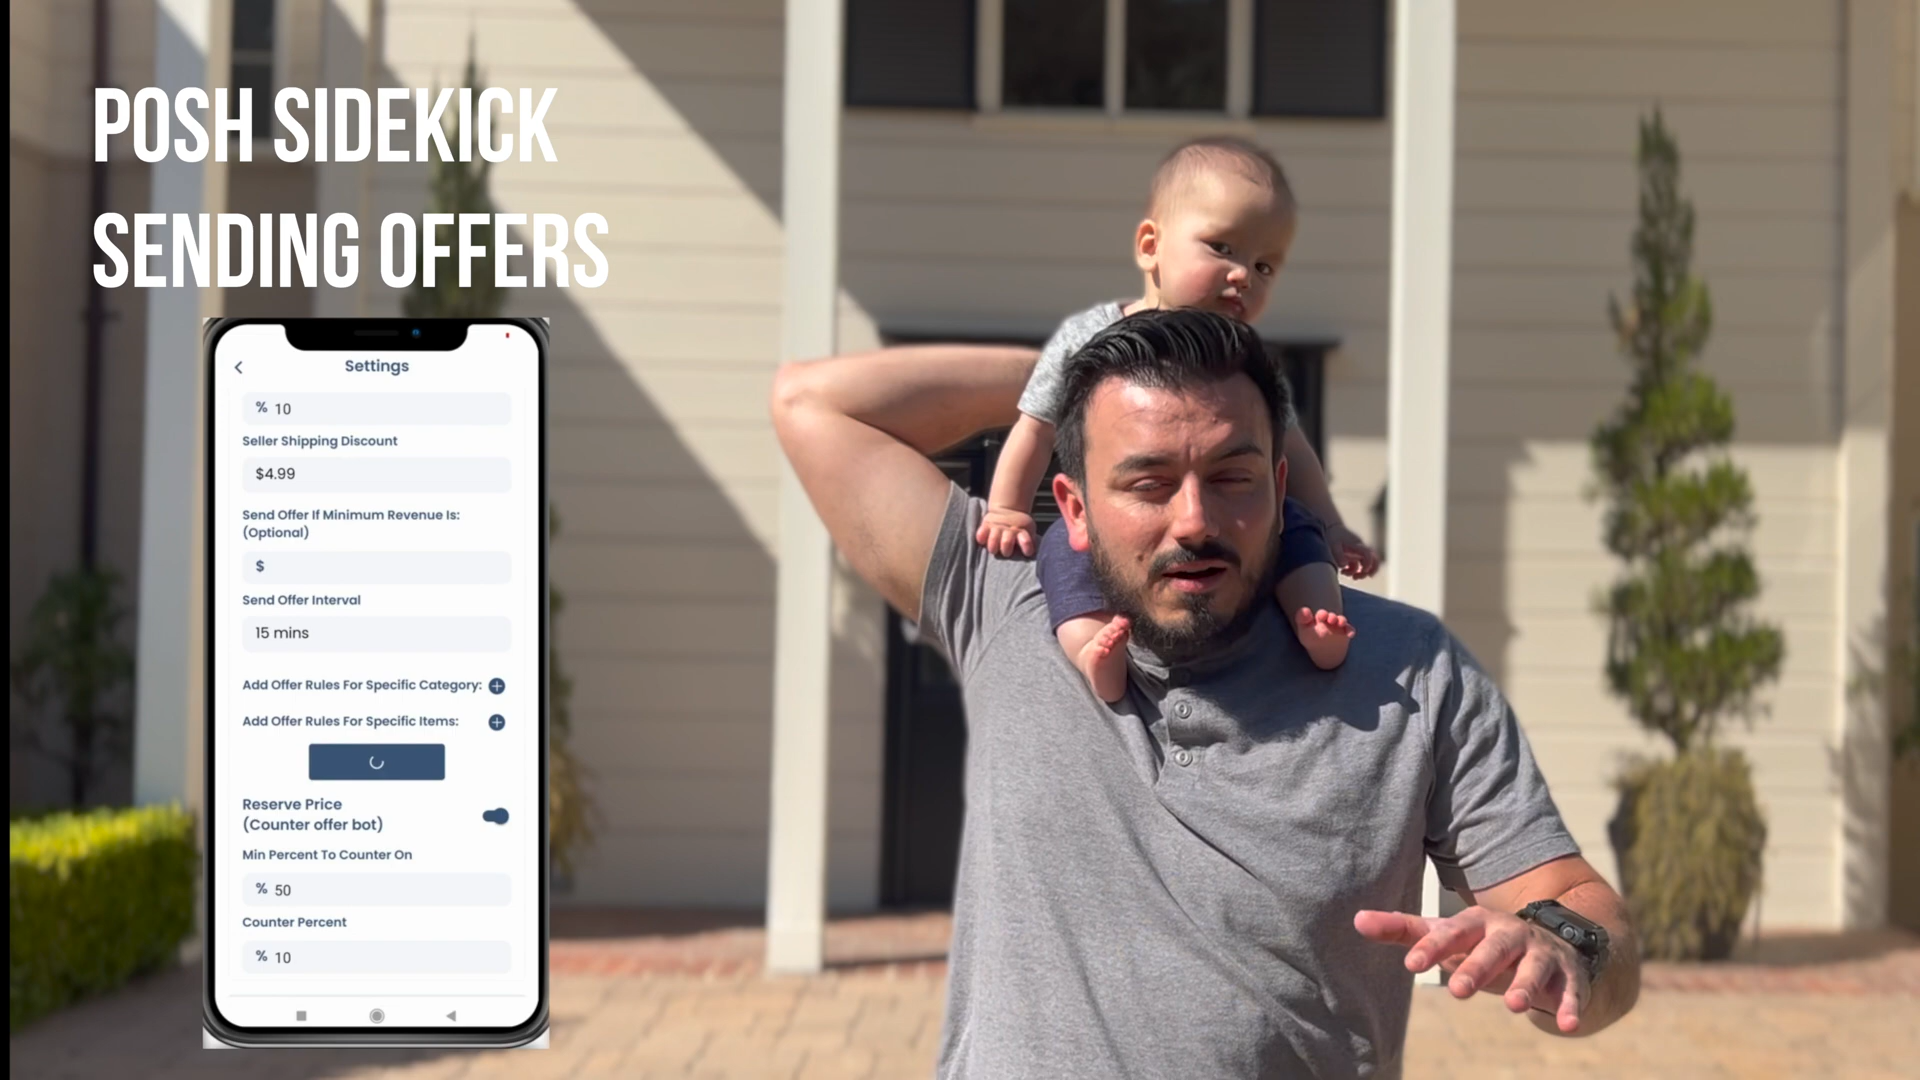 POSH SIDEKICK
SENDING OFFERS
Settings
% 10
Seller Shipping Discount
$4.99
Send Offer If Minimum Revenue Is:
(Optional)
$
Send Offer Interval
15 mins
Add Offer Rules For Specific Category:
Add Offer Rules For Specific Items:
Reserve Price
(Counter offer bot)
Min Percent To Counter On
% 50
Counter Percent
% 10